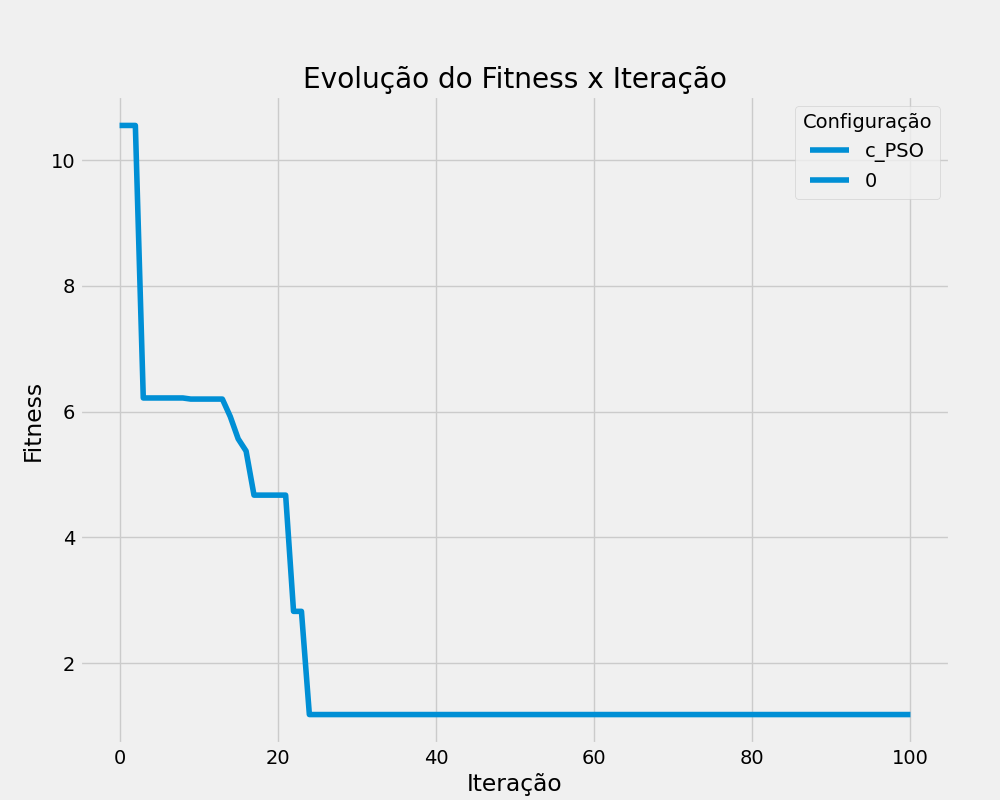 Evolução do Fitness x Iteração
Configuração
c_PSO
0
10
8
6
4
2
Fitness
0 20 40 60 80 100
Iteração